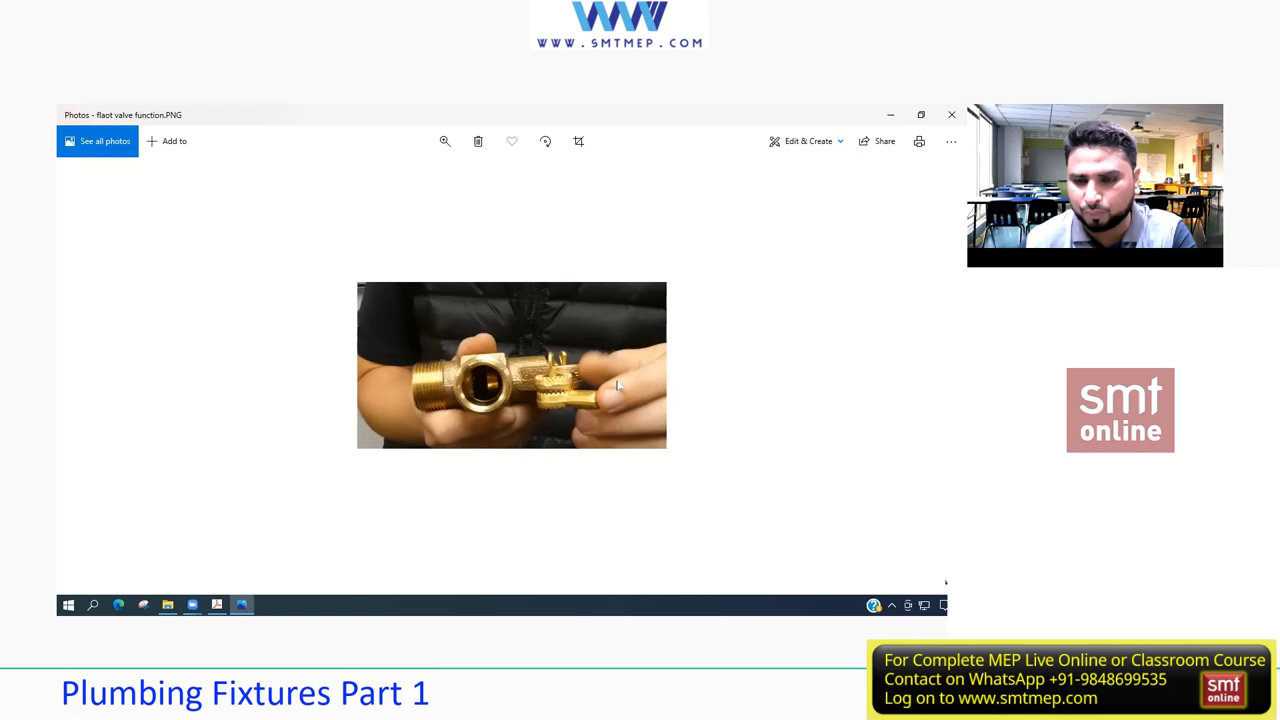 WWW.SMTMEP.COM
Photos - flaot valve function.PNG
See all photos
Add to
Edit & Create
Share
smt
online
Plumbing Fixtures Part 1
For Complete MEP Live Online or Classroom Course
Contact on WhatsApp +91-9848699535
Log on to www.smtmep.com
smt
online